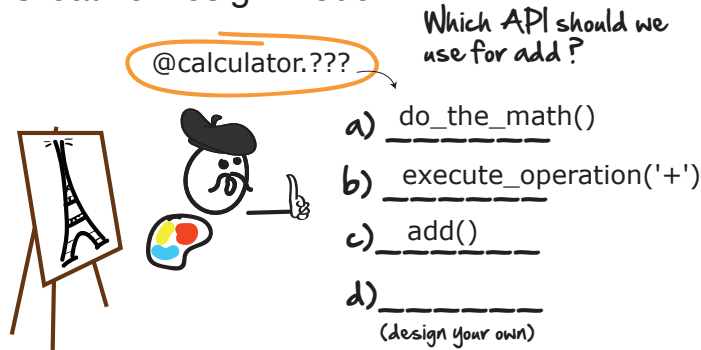 Which API should we
use for add?
@calculator.???
a) do_the_math()
b) execute_operation('+')
c) add()
d)
(design your own)